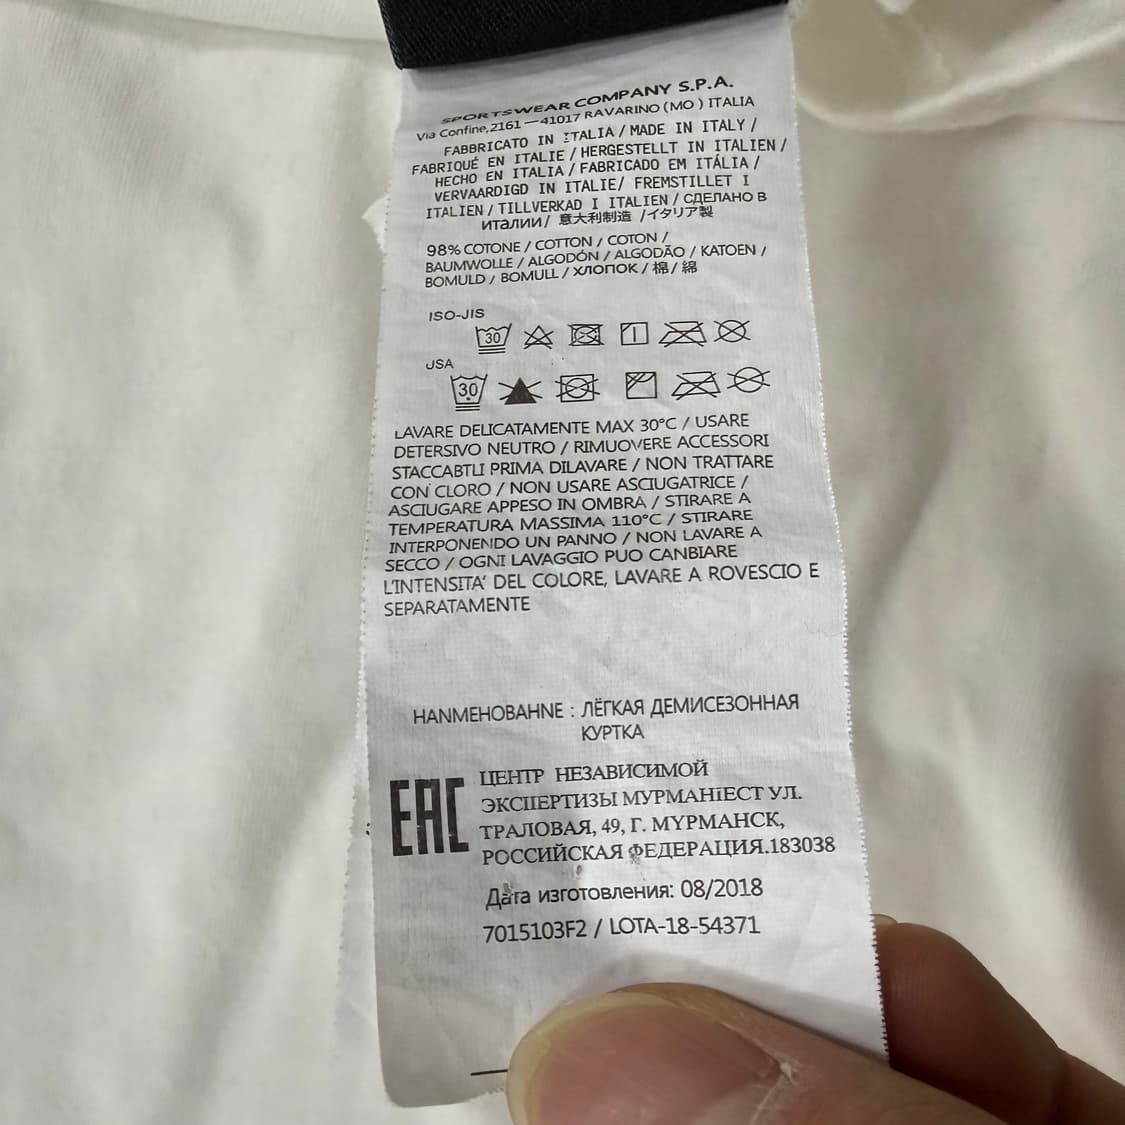 SPORTSWEAR COMPANY S.P.A.
Via Confine,2161 — 41017 RAVARINO (MO ) ITALIA
FABBRICATO IN ITALIA / MADE IN ITALY /
FABRIQUÉ EN ITALIE / HERGESTELLT IN ITALIEN /
HECHO EN ITALIA / FABRICADO EM ITÁLIA /
VERVAARDIGD IN ITALIE/ FREMSTILLET I
ITALIEN / TILLVERKAD I ITALIEN / СДЕЛАНО В
ИТаЛИИ/ 意大利制造 /イタリア製
98% COTONE / COTTON / COTON /
BAUMWOLLE / ALGODÓN / ALGODÃO / KATOEN /
BOMULD / BOMULL / ХЛОПОК / 棉 / 綿
ISO-JIS
30
JSA
30
LAVARE DELICATAMENTE MAX 30°C / USARE
DETERSIVO NEUTRO / RIMUOVERE ACCESSORI
STACCABTLI PRIMA DILAVARE / NON TRATTARE
CON CLORO / NON USARE ASCIUGATRICE /
ASCIUGARE APPESO IN OMBRA / STIRARE A
TEMPERATURA MASSIMA 110°C / STIRARE
INTERPONENDO UN PANNO / NON LAVARE A
SECCO / OGNI LAVAGGIO PUO CANBIARE
L'INTENSITA' DEL COLORE, LAVARE A ROVESCIO E
SEPARATAMENTE
HANMEHOBAHNE : ЛЁГКАЯ ДЕМИСЕЗОННАЯ
КУРТКА
EAC
ЦЕНТР НЕЗАВИСИМОЙ
ЭКСПЕРТИЗЫ МУРМАНIЕСТ УЛ.
ТРАЛОВАЯ, 49, Г. МҮРМАНСК,
РОССИЙСКАЯ ФЕДЕРАЦИЯ.183038
Дата изготовления: 08/2018
7015103F2 / LOTA-18-54371